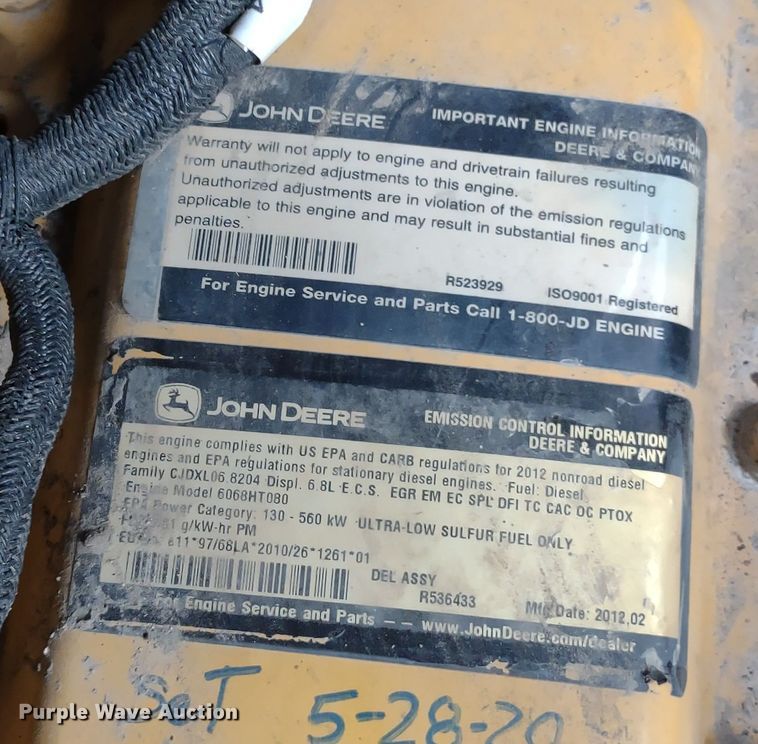 JOHN DEERE
IMPORTANT ENGINE INFORMATION
DEERE & COMPANY
Warranty will not apply to engine and drivetrain failures resulting
from unauthorized adjustments to this engine.
Unauthorized adjustments are in violation of the emission regulations
applicable to this engine and may result in substantial fines and
penalties.
R523929
ISO9001 Registered
For Engine Service and Parts Call 1-800-JD ENGINE
JOHN DEERE
EMISSION CONTROL INFORMATION
DEERE & COMPANY
This engine complies with US EPA and CARB regulations for 2012 nonroad diesel
engines and EPA regulations for stationary diesel engines. Fuel: Diesel
Family CJDXL06.8204 Displ. 6.8L E.C.S. EGR EM EC SPL DFI TC CAC OC PTOX
Engine Model 6068HT080
EPA Power Category: 130 - 560 kW ULTRA-LOW SULFUR FUEL ONLY
g/kW-hr PM
811*97/68LA*2010/26*1261*01
DEL ASSY
R536433
Mfg Date: 2012,02
For Engine Service and Parts -- www.JohnDeere.com/dealer
SeT 5-28-20
Purple Wave Auction